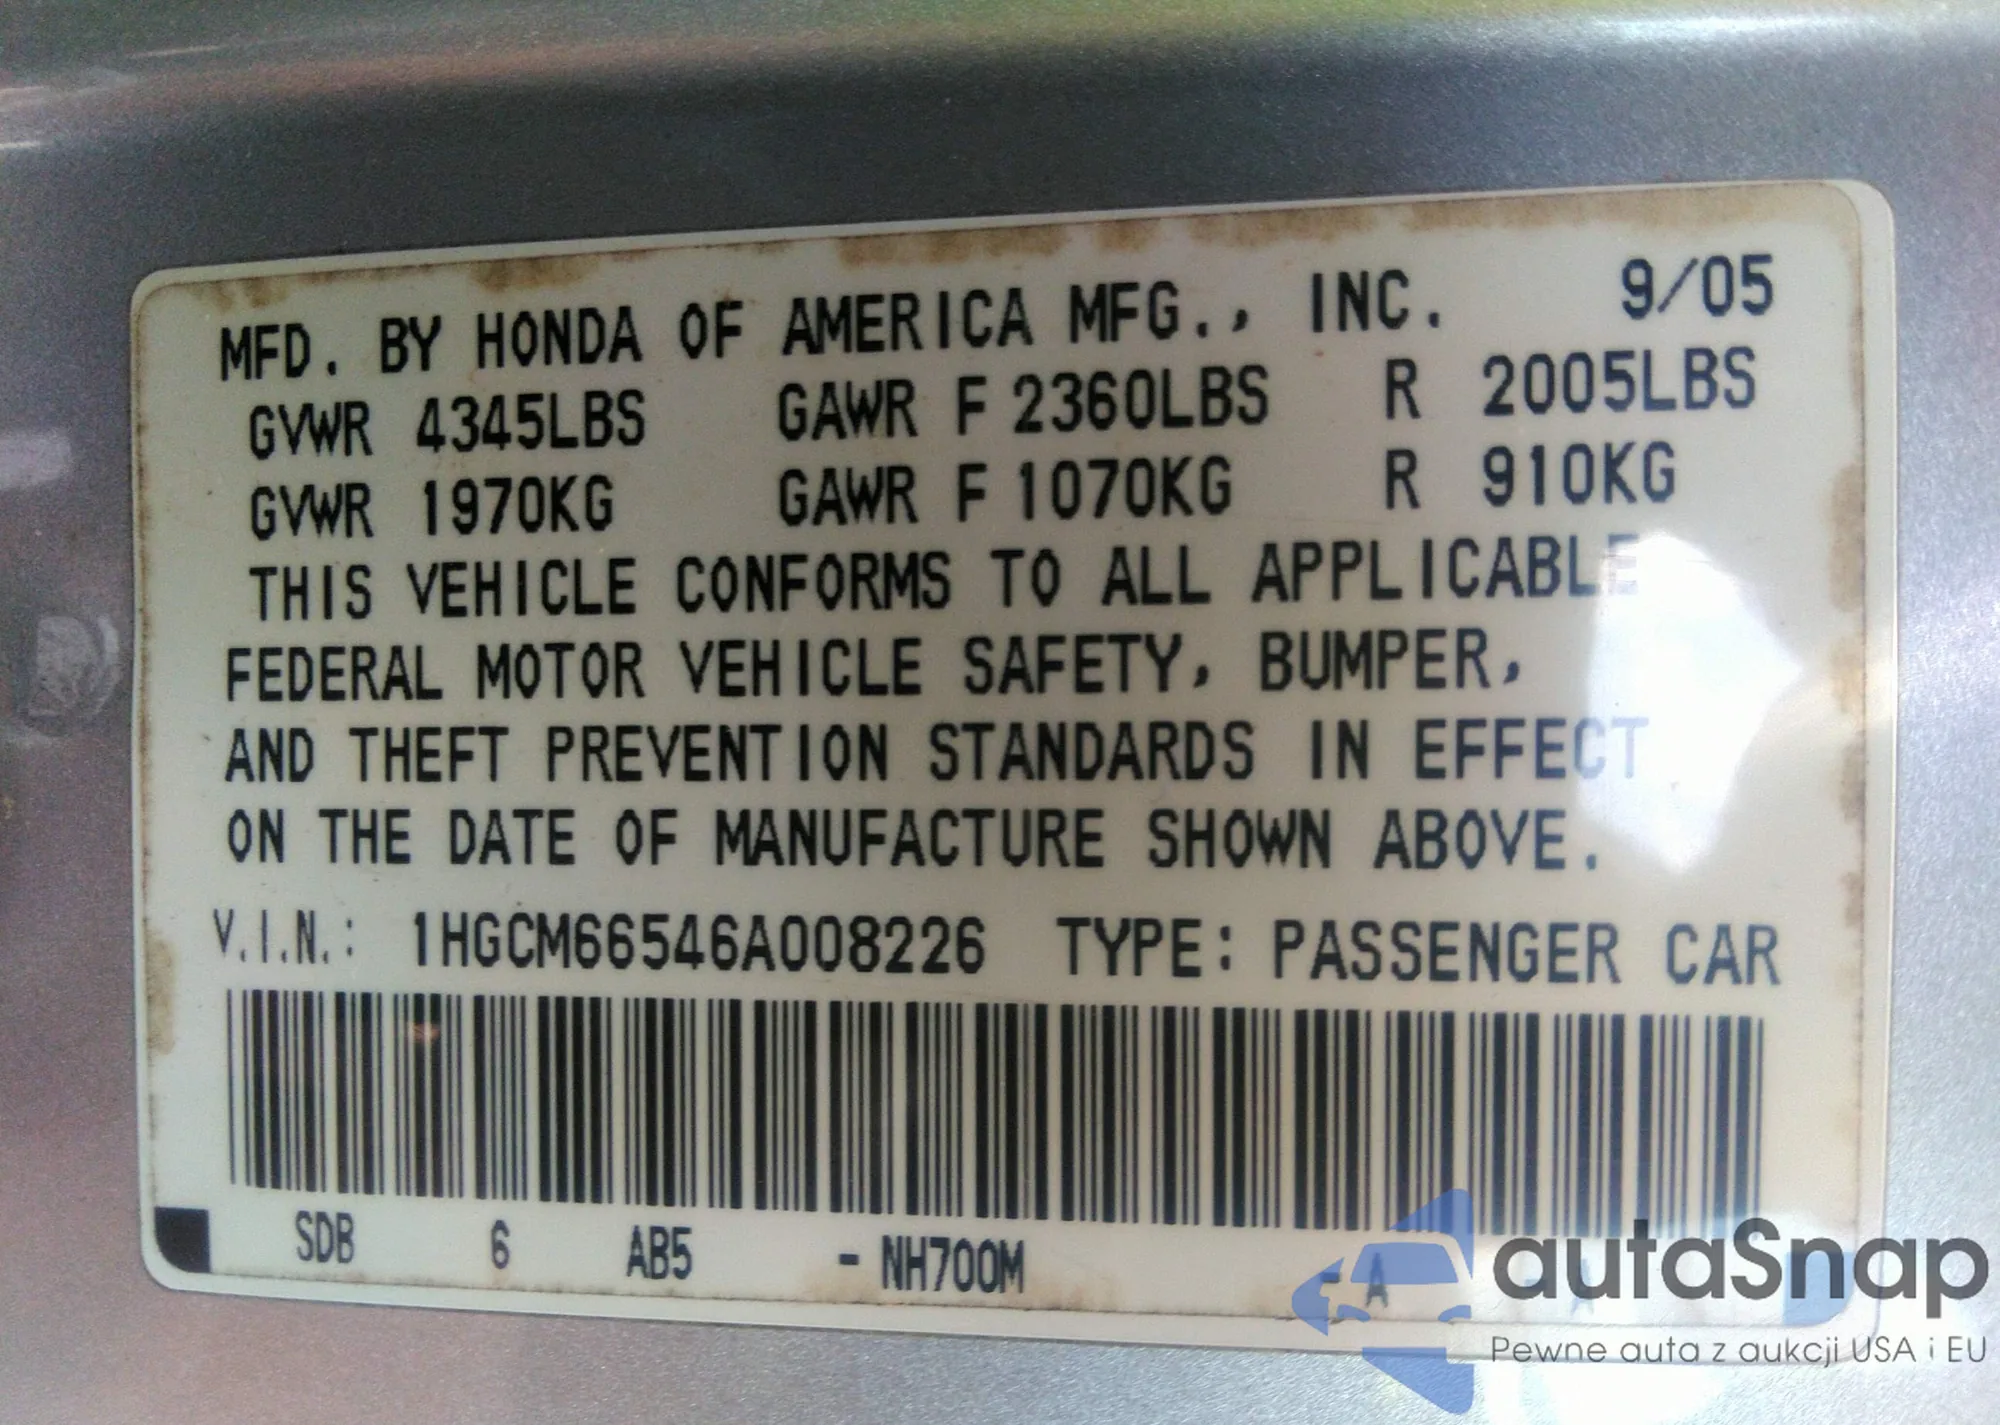 MFD. BY HONDA OF AMERICA MFG., INC. 9/05
GVWR 4345LBS GAWR F 2360LBS R 2005LBS
GVWR 1970KG GAWR F 1070KG R 910KG
THIS VEHICLE CONFORMS TO ALL APPLICABLE
FEDERAL MOTOR VEHICLE SAFETY, BUMPER,
AND THEFT PREVENTION STANDARDS IN EFFECT
ON THE DATE OF MANUFACTURE SHOWN ABOVE.
V.I.N.: 1HGCM66546A008226 TYPE: PASSENGER CAR
SDB 6 AB5 - NH700M - A - A
autaSnap
Pewne auta z aukcji USA i EU